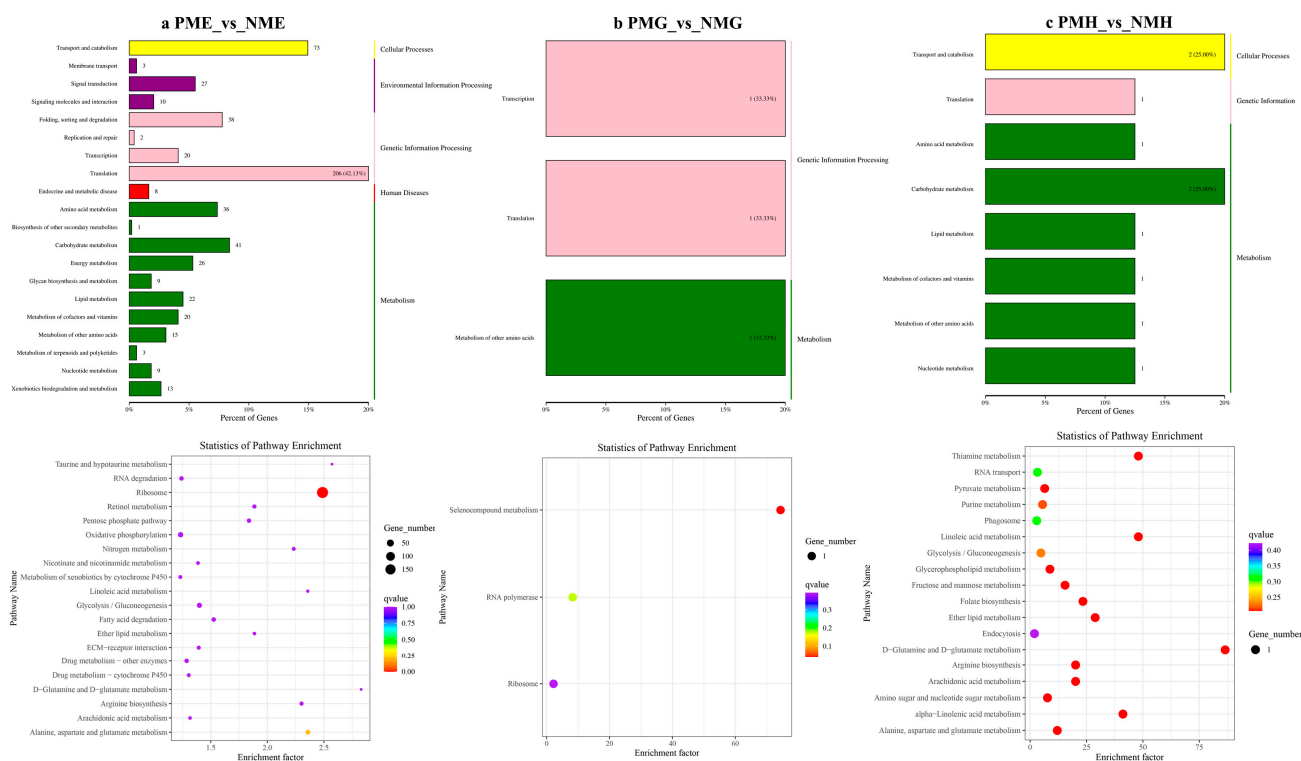 a PME_vs_NME
Transport and catabolism 73 Cellular Processes
Membrane transport 3
Signal transduction 27 Environmental Information Processing
Signaling molecules and interaction 10
Folding, sorting and degradation 38
Replication and repair 2
Genetic Information Processing
Transcription 20
Translation 206 (42.13%)
Endocrine and metabolic disease 8 Human Diseases
Amino acid metabolism 36
Biosynthesis of other secondary metabolites 1
Carbohydrate metabolism 41
Energy metabolism 26
Glycan biosynthesis and metabolism 9
Lipid metabolism 22 Metabolism
Metabolism of cofactors and vitamins 20
Metabolism of other amino acids 15
Metabolism of terpenoids and polyketides 3
Nucleotide metabolism 9
Xenobiotics biodegradation and metabolism 13
0% 5% 10% 15% 20%
Percent of Genes
b PMG_vs_NMG
Transcription 1 (33.33%)
Genetic Information Processing
Translation 1 (33.33%)
Metabolism of other amino acids 1 (33.33%) Metabolism
0% 5% 10% 15% 20%
Percent of Genes
c PMH_vs_NMH
Transport and catabolism 2 (25.00%) Cellular Processes
Translation 1 Genetic Information
Amino acid metabolism 1
Carbohydrate metabolism 2 (25.00%)
Lipid metabolism 1
Metabolism
Metabolism of cofactors and vitamins 1
Metabolism of other amino acids 1
Nucleotide metabolism 1
0% 5% 10% 15% 20%
Percent of Genes
Statistics of Pathway Enrichment
Pathway Name
Taurine and hypotaurine metabolism
RNA degradation
Ribosome
Retinol metabolism
Pentose phosphate pathway
Oxidative phosphorylation
Nitrogen metabolism
Nicotinate and nicotinamide metabolism
Metabolism of xenobiotics by cytochrome P450
Linoleic acid metabolism
Glycolysis / Gluconeogenesis
Fatty acid degradation
Ether lipid metabolism
ECM−receptor interaction
Drug metabolism − other enzymes
Drug metabolism − cytochrome P450
D−Glutamine and D−glutamate metabolism
Arginine biosynthesis
Arachidonic acid metabolism
Alanine, aspartate and glutamate metabolism
1.5 2.0 2.5
Enrichment factor
Gene_number
50
100
150
qvalue
1.00
0.75
0.50
0.25
0.00
Statistics of Pathway Enrichment
Pathway Name
Selenocompound metabolism
RNA polymerase
Ribosome
0 20 40 60
Enrichment factor
Gene_number
1
qvalue
0.3
0.2
0.1
Statistics of Pathway Enrichment
Pathway Name
Thiamine metabolism
RNA transport
Pyruvate metabolism
Purine metabolism
Phagosome
Linoleic acid metabolism
Glycolysis / Gluconeogenesis
Glycerophospholipid metabolism
Fructose and mannose metabolism
Folate biosynthesis
Ether lipid metabolism
Endocytosis
D−Glutamine and D−glutamate metabolism
Arginine biosynthesis
Arachidonic acid metabolism
Amino sugar and nucleotide sugar metabolism
alpha−Linolenic acid metabolism
Alanine, aspartate and glutamate metabolism
0 25 50 75
Enrichment factor
qvalue
0.40
0.35
0.30
0.25
Gene_number
1